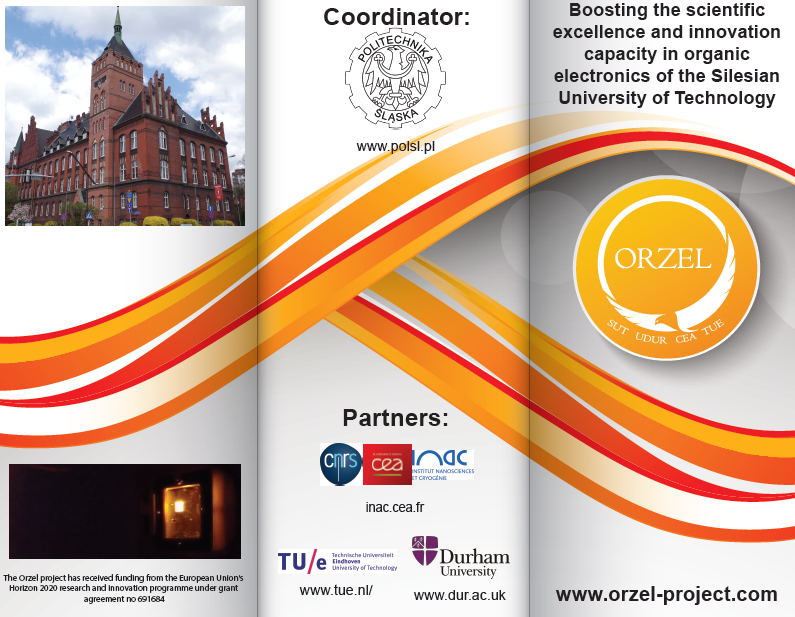 The Orzel project has received funding from the European Union's
Horizon 2020 research and Innovation programme under grant
agreement no 691684
Coordinator:
POLITECHNIKA
ŚLĄSKA
www.polsl.pl
Partners:
cnrs
cea
inac
INSTITUT NANOSCIENCES
ET CRYOGÉNIE
inac.cea.fr
TU/e
Technische Universiteit
Eindhoven
University of Technology
www.tue.nl/
Durham
University
www.dur.ac.uk
Boosting the scientific
excellence and innovation
capacity in organic
electronics of the Silesian
University of Technology
ORZEL
SUT UDUR CEA TUE
www.orzel-project.com